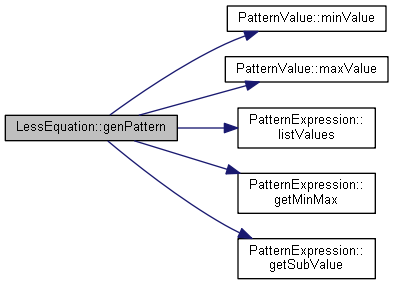 PatternValue::minValue
PatternValue::maxValue
LessEquation::genPattern
PatternExpression::
listValues
PatternExpression::
getMinMax
PatternExpression::
getSubValue